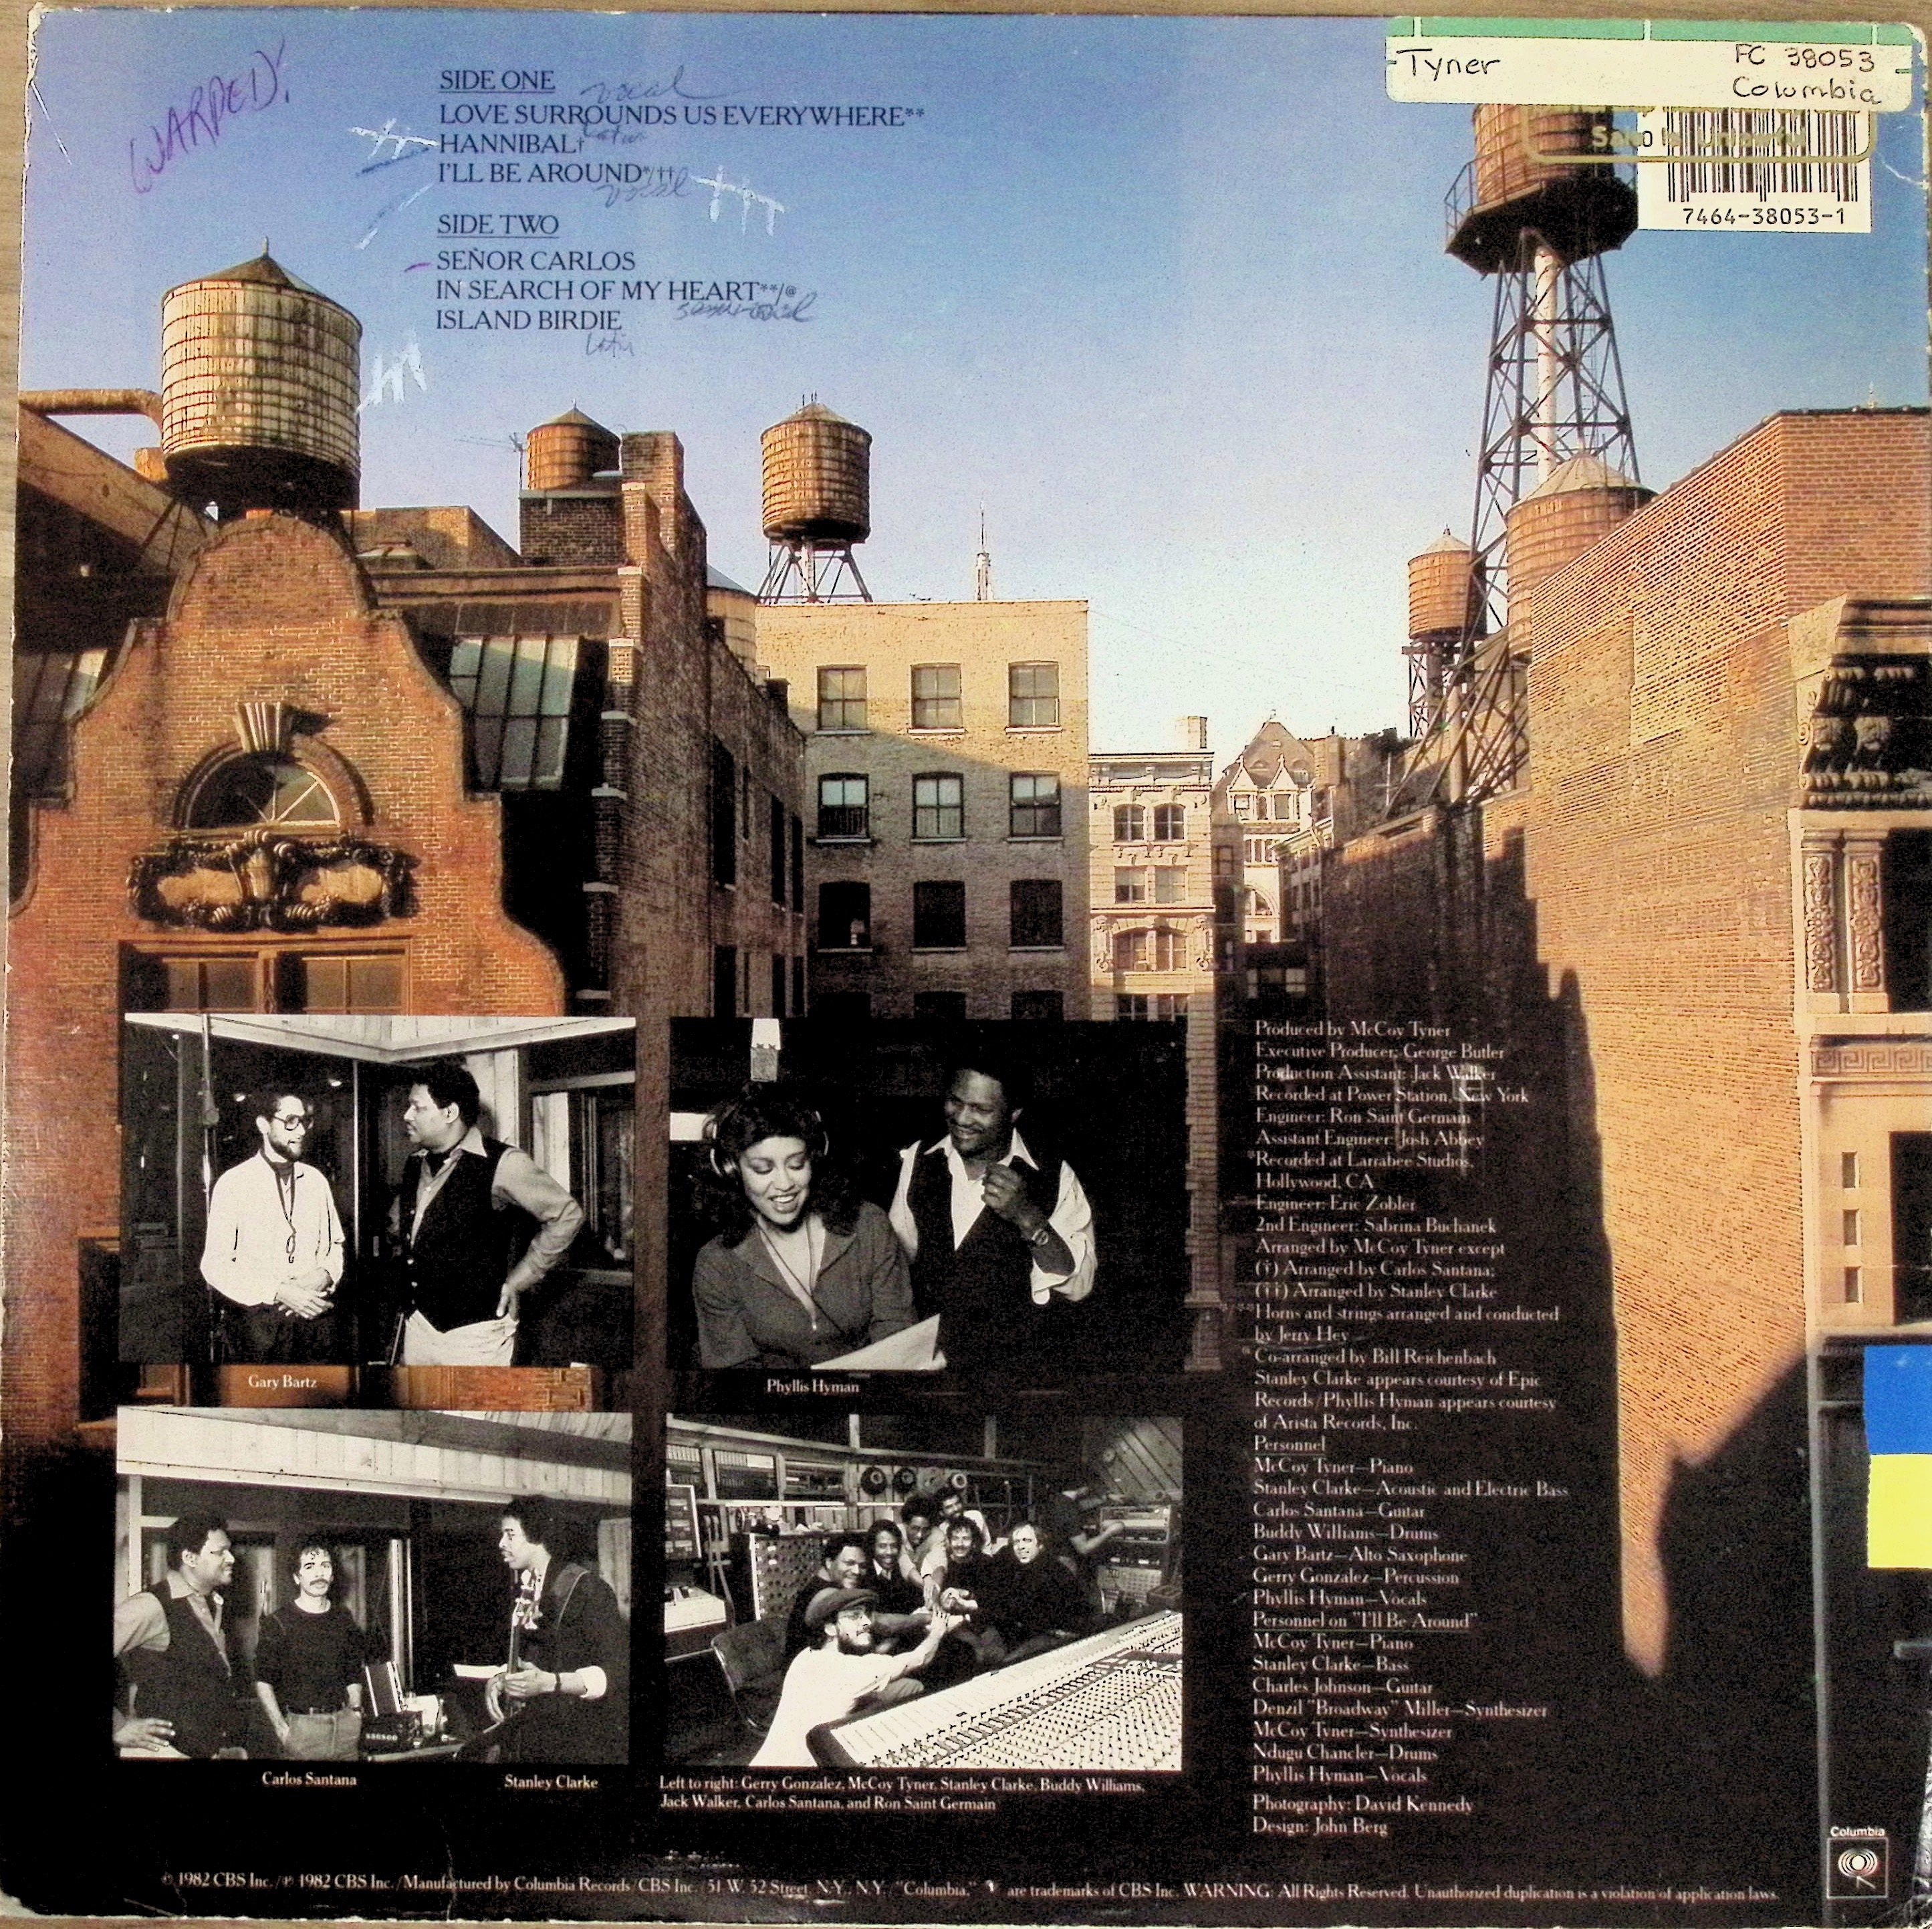 WARPED!
SIDE ONE
vocal
LOVE SURROUNDS US EVERYWHERE**
Latin
HANNIBAL†
I'LL BE AROUND*/††
vocal
SIDE TWO
SEÑOR CARLOS
IN SEARCH OF MY HEART**/@
ISLAND BIRDIE
Latin
Tyner FC 38053
Columbia
7464-38053-1
Gary Bartz
Phyllis Hyman
Carlos Santana Stanley Clarke
Left to right: Gerry Gonzalez, McCoy Tyner, Stanley Clarke, Buddy Williams,
Jack Walker, Carlos Santana, and Ron Saint Germain
Produced by McCoy Tyner
Executive Producer: George Butler
Production Assistant: Jack Walker
Recorded at Power Station, New York
Engineer: Ron Saint Germain
Assistant Engineer: Josh Abbey
*Recorded at Larrabee Studios,
Hollywood, CA
Engineer: Eric Zobler
2nd Engineer: Sabrina Buchanek
Arranged by McCoy Tyner except
(†) Arranged by Carlos Santana;
(††) Arranged by Stanley Clarke
**Horns and strings arranged and conducted
by Jerry Hey
@Co-arranged by Bill Reichenbach
Stanley Clarke appears courtesy of Epic
Records/Phyllis Hyman appears courtesy
of Arista Records, Inc.
Personnel
McCoy Tyner—Piano
Stanley Clarke—Acoustic and Electric Bass
Carlos Santana—Guitar
Buddy Williams—Drums
Gary Bartz—Alto Saxophone
Gerry Gonzalez—Percussion
Phyllis Hyman—Vocals
Personnel on "I'll Be Around"
McCoy Tyner—Piano
Stanley Clarke—Bass
Charles Johnson—Guitar
Denzil "Broadway" Miller—Synthesizer
McCoy Tyner—Synthesizer
Ndugu Chancler—Drums
Phyllis Hyman—Vocals
Photography: David Kennedy
Design: John Berg
Columbia
© 1982 CBS Inc./℗ 1982 CBS Inc./Manufactured by Columbia Records/CBS Inc./51 W. 52 Street, N.Y., N.Y./"Columbia," are trademarks of CBS Inc. WARNING: All Rights Reserved. Unauthorized duplication is a violation of application laws.